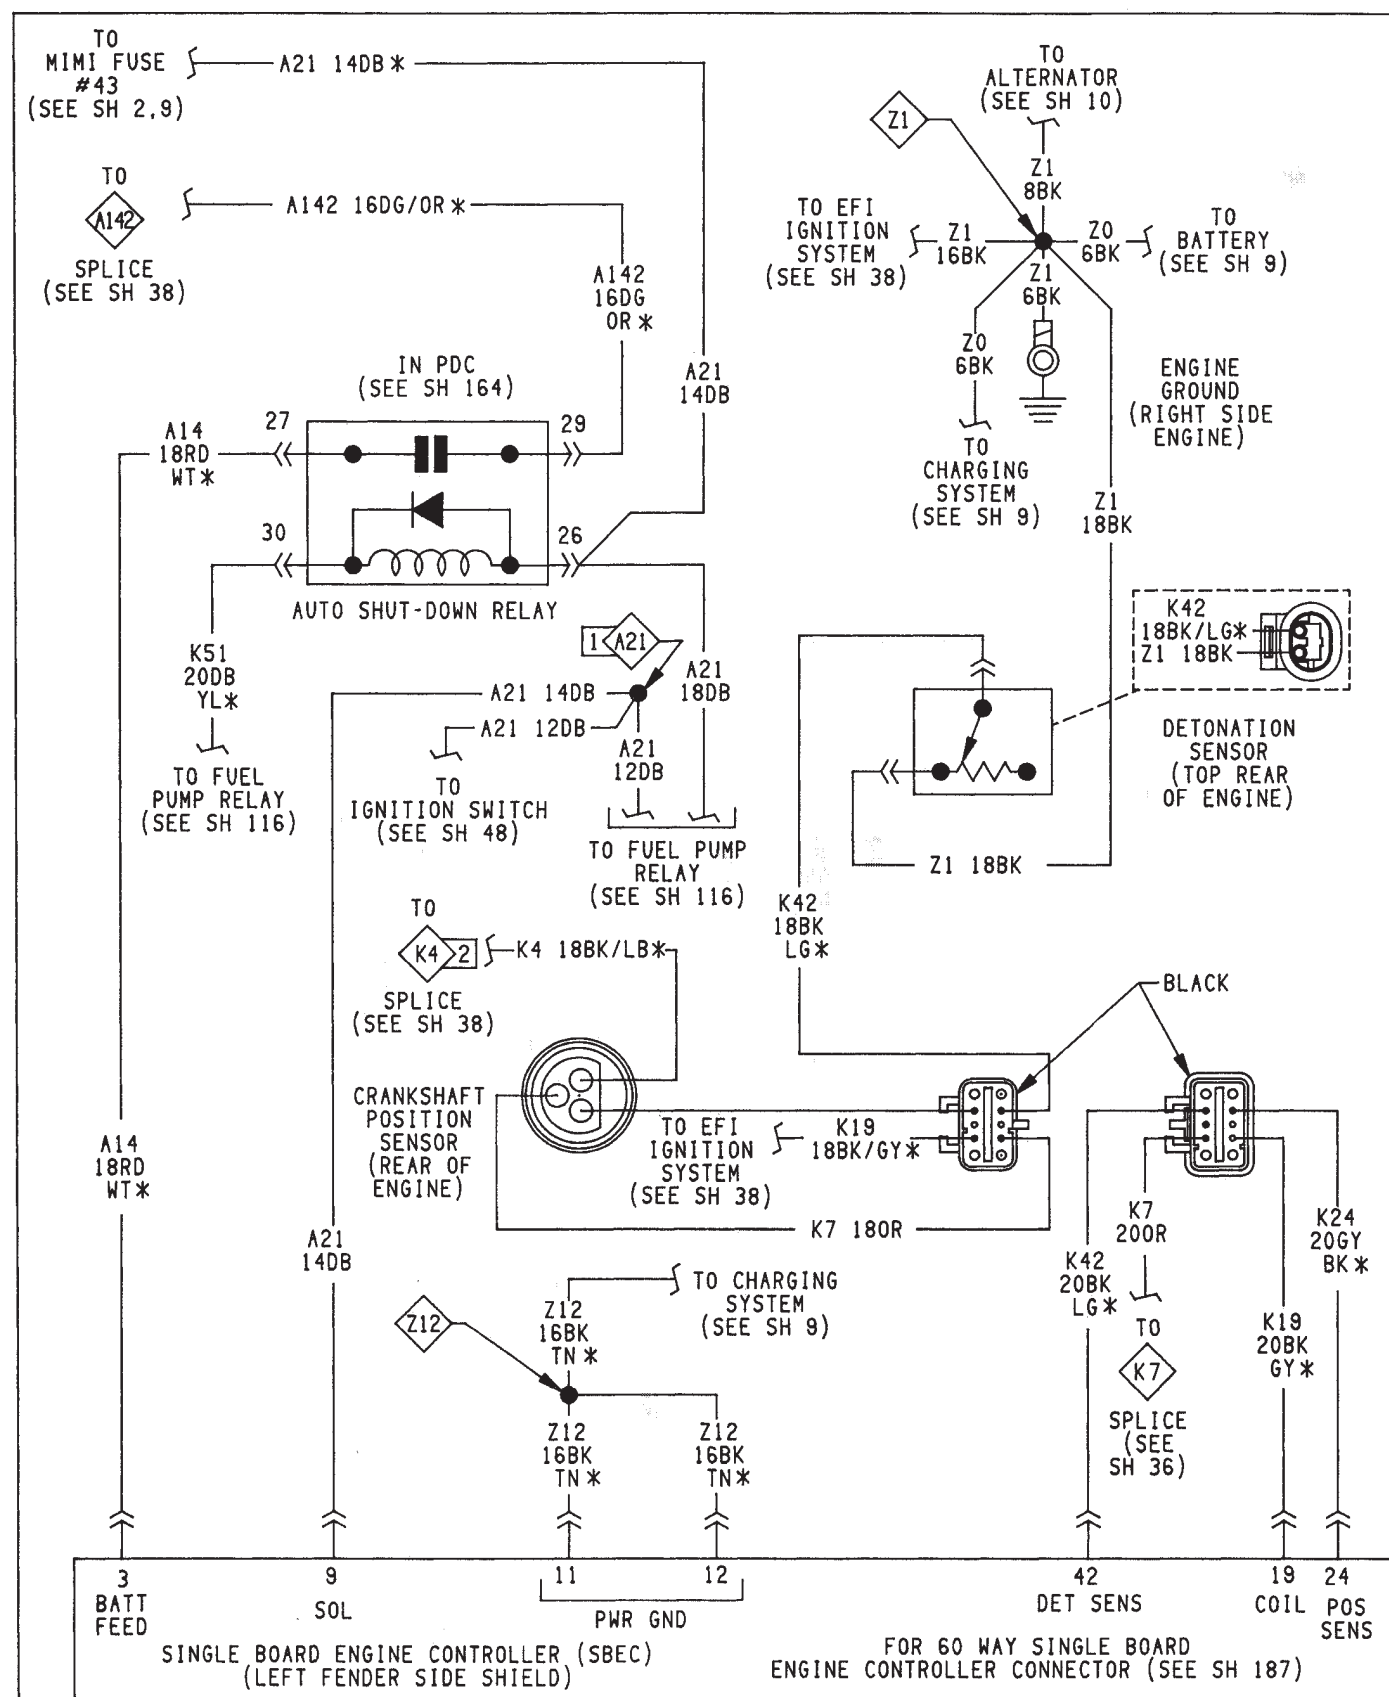 TO
MIMI FUSE
#43
(SEE SH 2,9)
A21 14DB*
TO
A142
SPLICE
(SEE SH 38)
A142 16DG/OR*
A142
16DG
OR*
A21
14DB
IN PDC
(SEE SH 164)
27
29
30
26
A14
18RD
WT*
AUTO SHUT-DOWN RELAY
K51
20DB
YL*
TO FUEL
PUMP RELAY
(SEE SH 116)
1 A21
A21 14DB
A21 12DB
TO
IGNITION SWITCH
(SEE SH 48)
A21
12DB
A21
18DB
TO FUEL PUMP
RELAY
(SEE SH 116)
TO
ALTERNATOR
(SEE SH 10)
Z1
Z1
8BK
TO EFI
IGNITION
SYSTEM
(SEE SH 38)
Z1
16BK
Z0
6BK
TO
BATTERY
(SEE SH 9)
Z1
6BK
Z0
6BK
TO
CHARGING
SYSTEM
(SEE SH 9)
ENGINE
GROUND
(RIGHT SIDE
ENGINE)
Z1
18BK
K42
18BK/LG*
Z1 18BK
DETONATION
SENSOR
(TOP REAR
OF ENGINE)
Z1 18BK
K42
18BK
LG*
TO
K4 2
SPLICE
(SEE SH 38)
K4 18BK/LB*
CRANKSHAFT
POSITION
SENSOR
(REAR OF
ENGINE)
TO EFI
IGNITION
SYSTEM
(SEE SH 38)
K19
18BK/GY*
K7 18OR
BLACK
A14
18RD
WT*
A21
14DB
TO CHARGING
SYSTEM
(SEE SH 9)
Z12
Z12
16BK
TN*
Z12
16BK
TN*
Z12
16BK
TN*
K42
20BK
LG*
K7
20OR
TO
K7
SPLICE
(SEE
SH 36)
K19
20BK
GY*
K24
20GY
BK*
3
BATT
FEED
9
SOL
11
12
PWR GND
42
DET SENS
19
COIL
24
POS
SENS
SINGLE BOARD ENGINE CONTROLLER (SBEC)
(LEFT FENDER SIDE SHIELD)
FOR 60 WAY SINGLE BOARD
ENGINE CONTROLLER CONNECTOR (SEE SH 187)